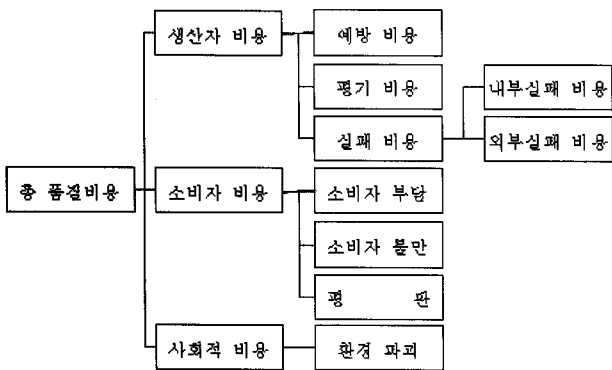 생산자 비용
예방 비용
평기 비용
내부실패 비용
실패 비용
외부실패 비용
총 품질비용
소비자 비용
소비자 부담
소비자 불만
평 판
사회적 비용
환경 파괴